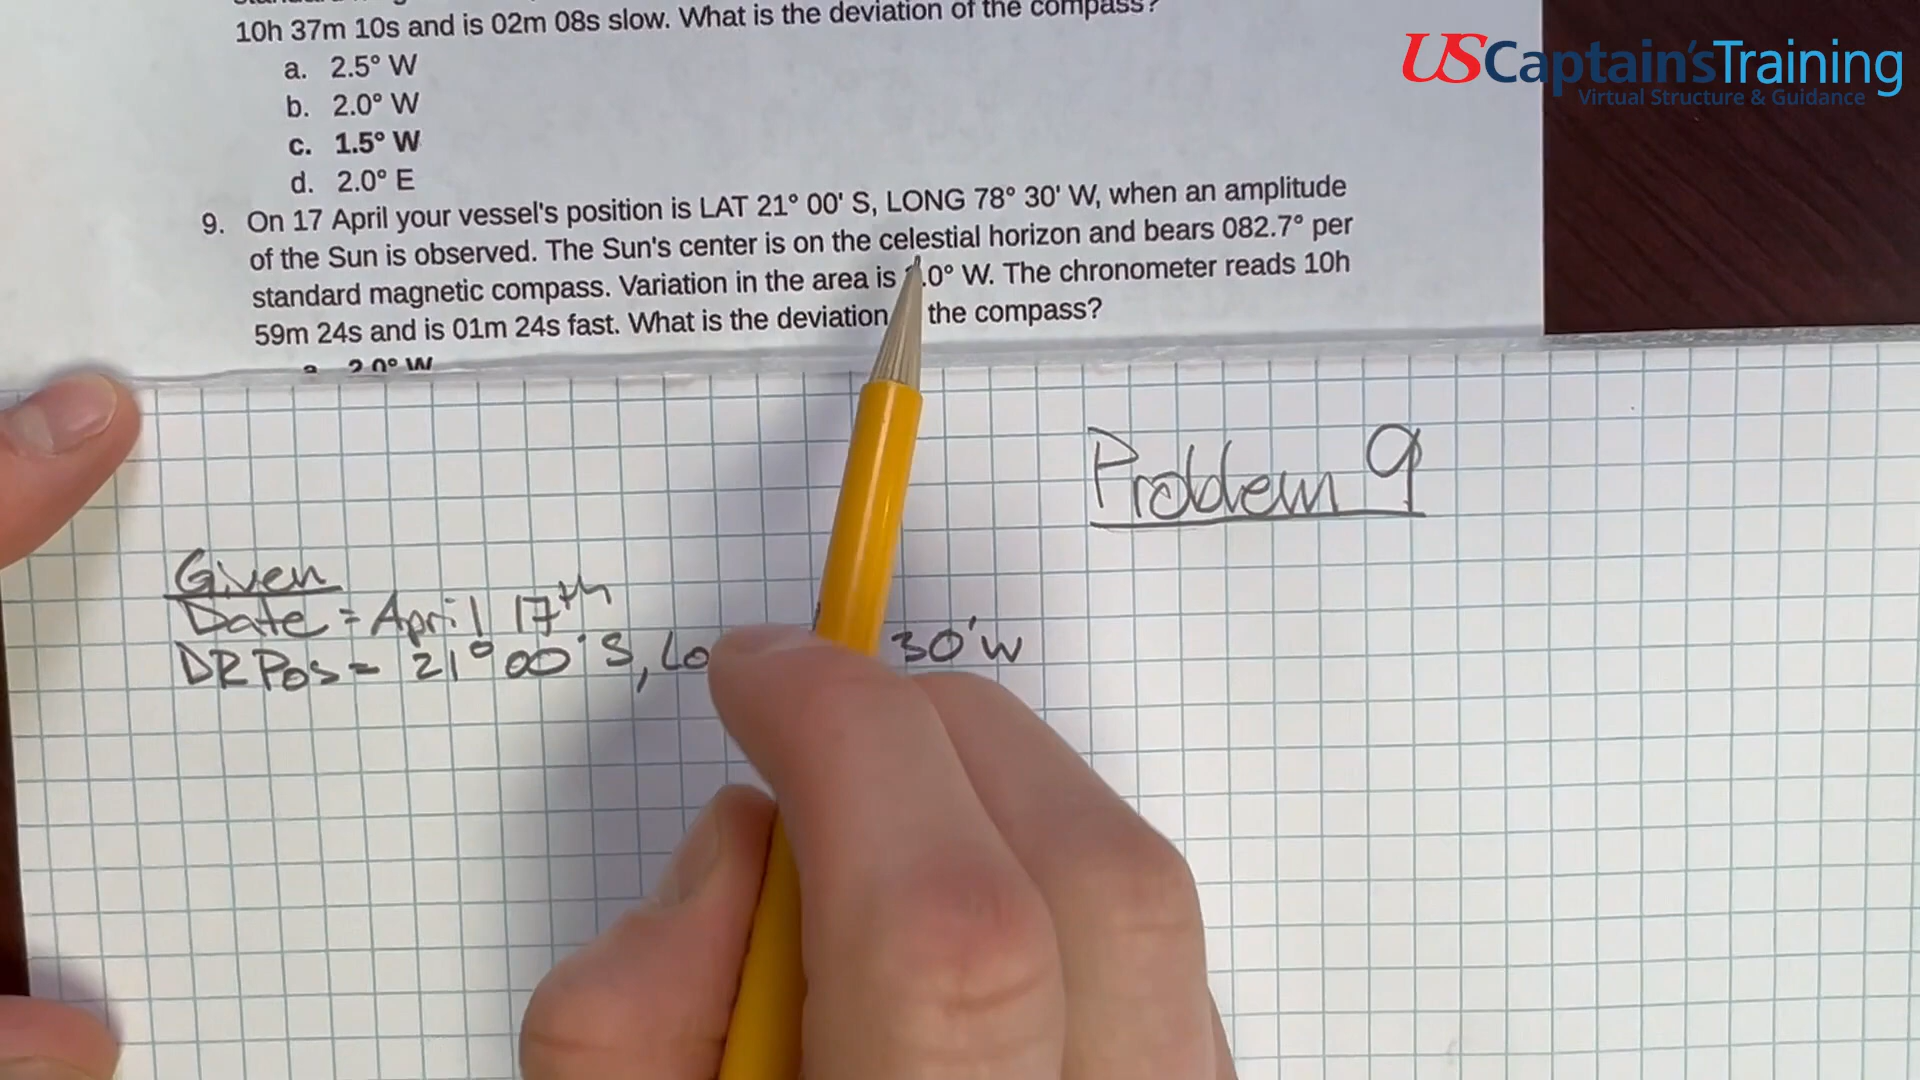 10h 37m 10s and is 02m 08s slow. What is the deviation of the compass?
a. 2.5° W
b. 2.0° W
c. 1.5° W
d. 2.0° E
9. On 17 April your vessel's position is LAT 21° 00' S, LONG 78° 30' W, when an amplitude
of the Sun is observed. The Sun's center is on the celestial horizon and bears 082.7° per
standard magnetic compass. Variation in the area is .0° W. The chronometer reads 10h
59m 24s and is 01m 24s fast. What is the deviation the compass?
a. 2.0° W
USCaptain'sTraining
Virtual Structure & Guidance
Problem 9
Given
Date = April 17th
DR Pos = 21° 00' S, Lo 30' W